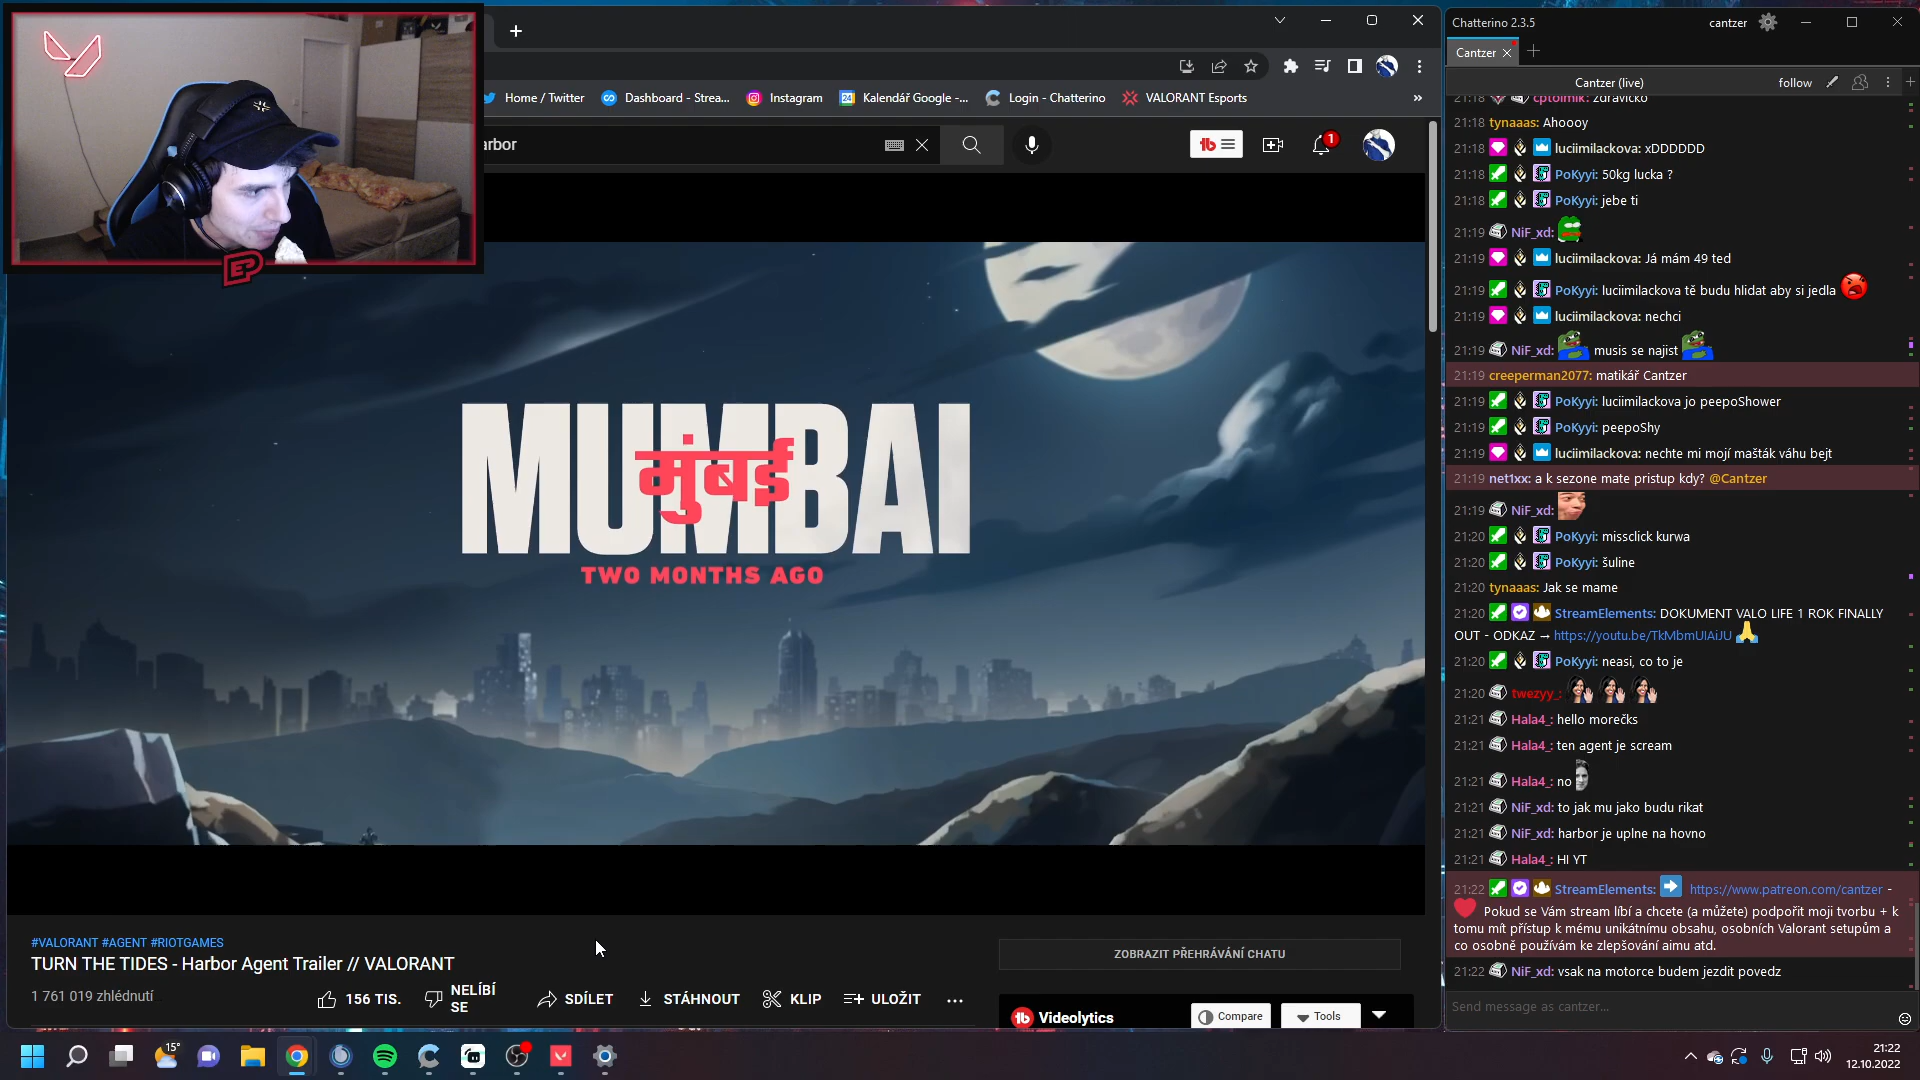 Home / Twitter
Dashboard - Strea...
Instagram
Kalendář Google -...
Login - Chatterino
VALORANT Esports
»
arbor
1
EP
MUMBAI
मुंबई
TWO MONTHS AGO
#VALORANT #AGENT #RIOTGAMES
TURN THE TIDES - Harbor Agent Trailer // VALORANT
1 761 019 zhlédnutí
156 TIS.
NELÍBÍ SE
SDÍLET
STÁHNOUT
KLIP
ULOŽIT
ZOBRAZIT PŘEHRÁVÁNÍ CHATU
Videolytics
Compare
Tools
Chatterino 2.3.5
cantzer
Cantzer
Cantzer (live)
follow
21:18 cptolmik: zdravicko
21:18 tynaaas: Ahoooy
21:18 luciimilackova: xDDDDDD
21:18 PoKyyi: 50kg lucka ?
21:18 PoKyyi: jebe ti
21:19 NiF_xd:
21:19 luciimilackova: Já mám 49 ted
21:19 PoKyyi: luciimilackova tě budu hlidat aby si jedla
21:19 luciimilackova: nechci
21:19 NiF_xd: musis se najist
21:19 creeperman2077: matikář Cantzer
21:19 PoKyyi: luciimilackova jo peepoShower
21:19 PoKyyi: peepoShy
21:19 luciimilackova: nechte mi mojí mašták váhu bejt
21:19 net1xx: a k sezone mate pristup kdy? @Cantzer
21:19 NiF_xd:
21:20 PoKyyi: missclick kurwa
21:20 PoKyyi: šuline
21:20 tynaaas: Jak se mame
21:20 StreamElements: DOKUMENT VALO LIFE 1 ROK FINALLY
OUT - ODKAZ → https://youtu.be/TkMbmUIAiJU
21:20 PoKyyi: neasi, co to je
21:20 twezyy_:
21:21 Hala4_: hello morečks
21:21 Hala4_: ten agent je scream
21:21 Hala4_: no
21:21 NiF_xd: to jak mu jako budu rikat
21:21 NiF_xd: harbor je uplne na hovno
21:21 Hala4_: HI YT
21:22 StreamElements: https://www.patreon.com/cantzer -
Pokud se Vám stream líbí a chcete (a můžete) podpořit moji tvorbu + k
tomu mít přístup k mému unikátnímu obsahu, osobních Valorant setupům a
co osobně používám ke zlepšování aimu atd.
21:22 NiF_xd: vsak na motorce budem jezdit povedz
Send message as cantzer...
15°
21:22
12.10.2022